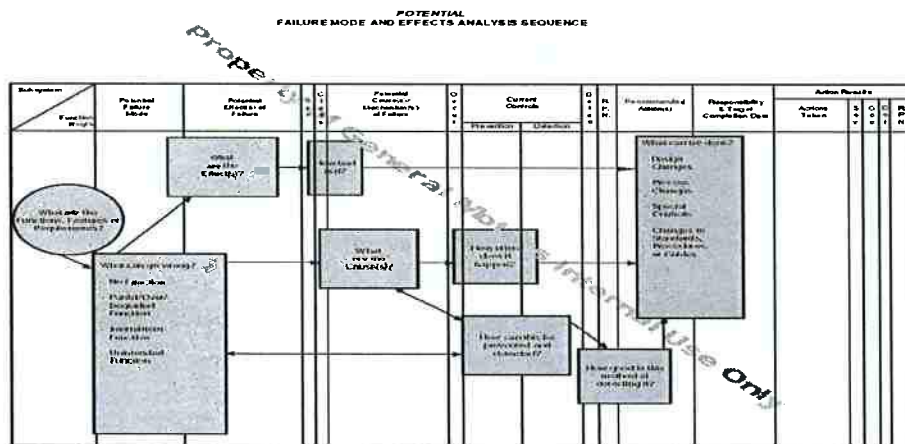 POTENTIAL
FAILURE MODE AND EFFECTS ANALYSIS SEQUENCE
Property of General Motors Internal Use Only
Subsystem
Function
Potential
Failure
Mode
Potential
Effect(s) of
Failure
Potential
Cause(s)/
Mechanism(s)
of Failure
Current
Controls
Prevention
Detection
R
P
N
Recommended
Action(s)
Responsibility
& Target
Completion Date
Action Results
Actions
Taken
What
are the
Effect(s)?
How bad
is it?
What can be done?
Design
Changes
Process
Changes
Special
Controls
Changes to
Standards,
Procedures,
or Guides
What are the
Functions, Features or
Requirements?
What can go wrong?
No Function
Partial/Over/
Degraded
Function
Intermittent
Function
Unintended
Function
What
are the
Cause(s)?
How often
does it
happen?
How can this be
prevented and
detected?
How good is this
method at
detecting it?